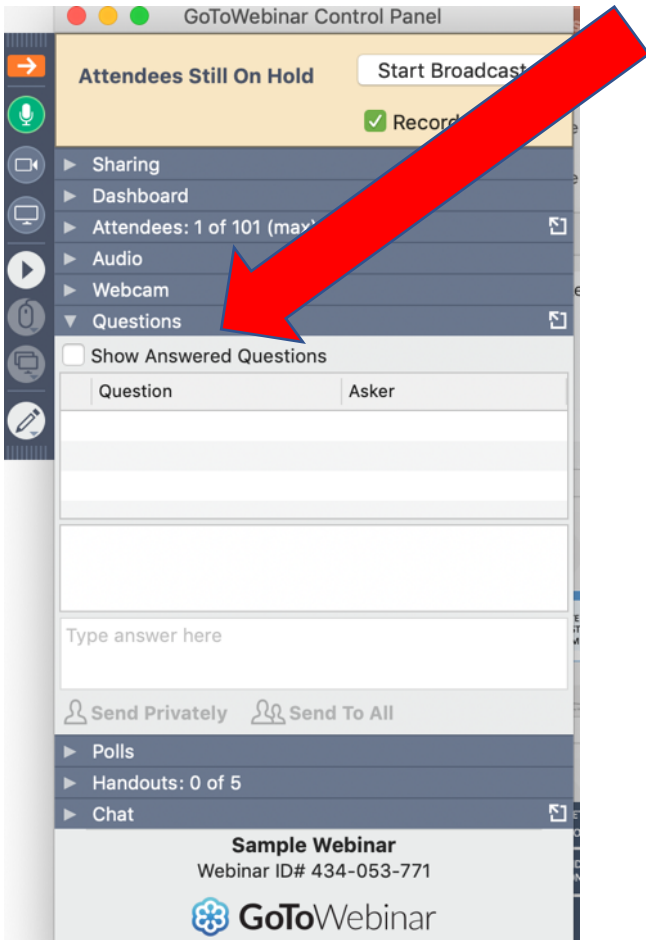 GoToWebinar Control Panel
Attendees Still On Hold
Start Broadcast
Record
Sharing
Dashboard
Attendees: 1 of 101 (max)
Audio
Webcam
Questions
Show Answered Questions
Question Asker
Type answer here
Send Privately Send To All
Polls
Handouts: 0 of 5
Chat
Sample Webinar
Webinar ID# 434-053-771
GoToWebinar